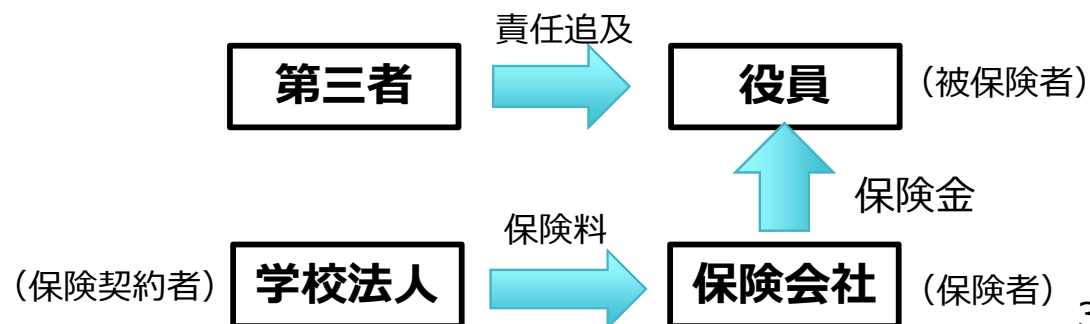 責任追及
第三者
役員
（被保険者）
保険金
保険料
（保険契約者）
学校法人
保険会社
（保険者）